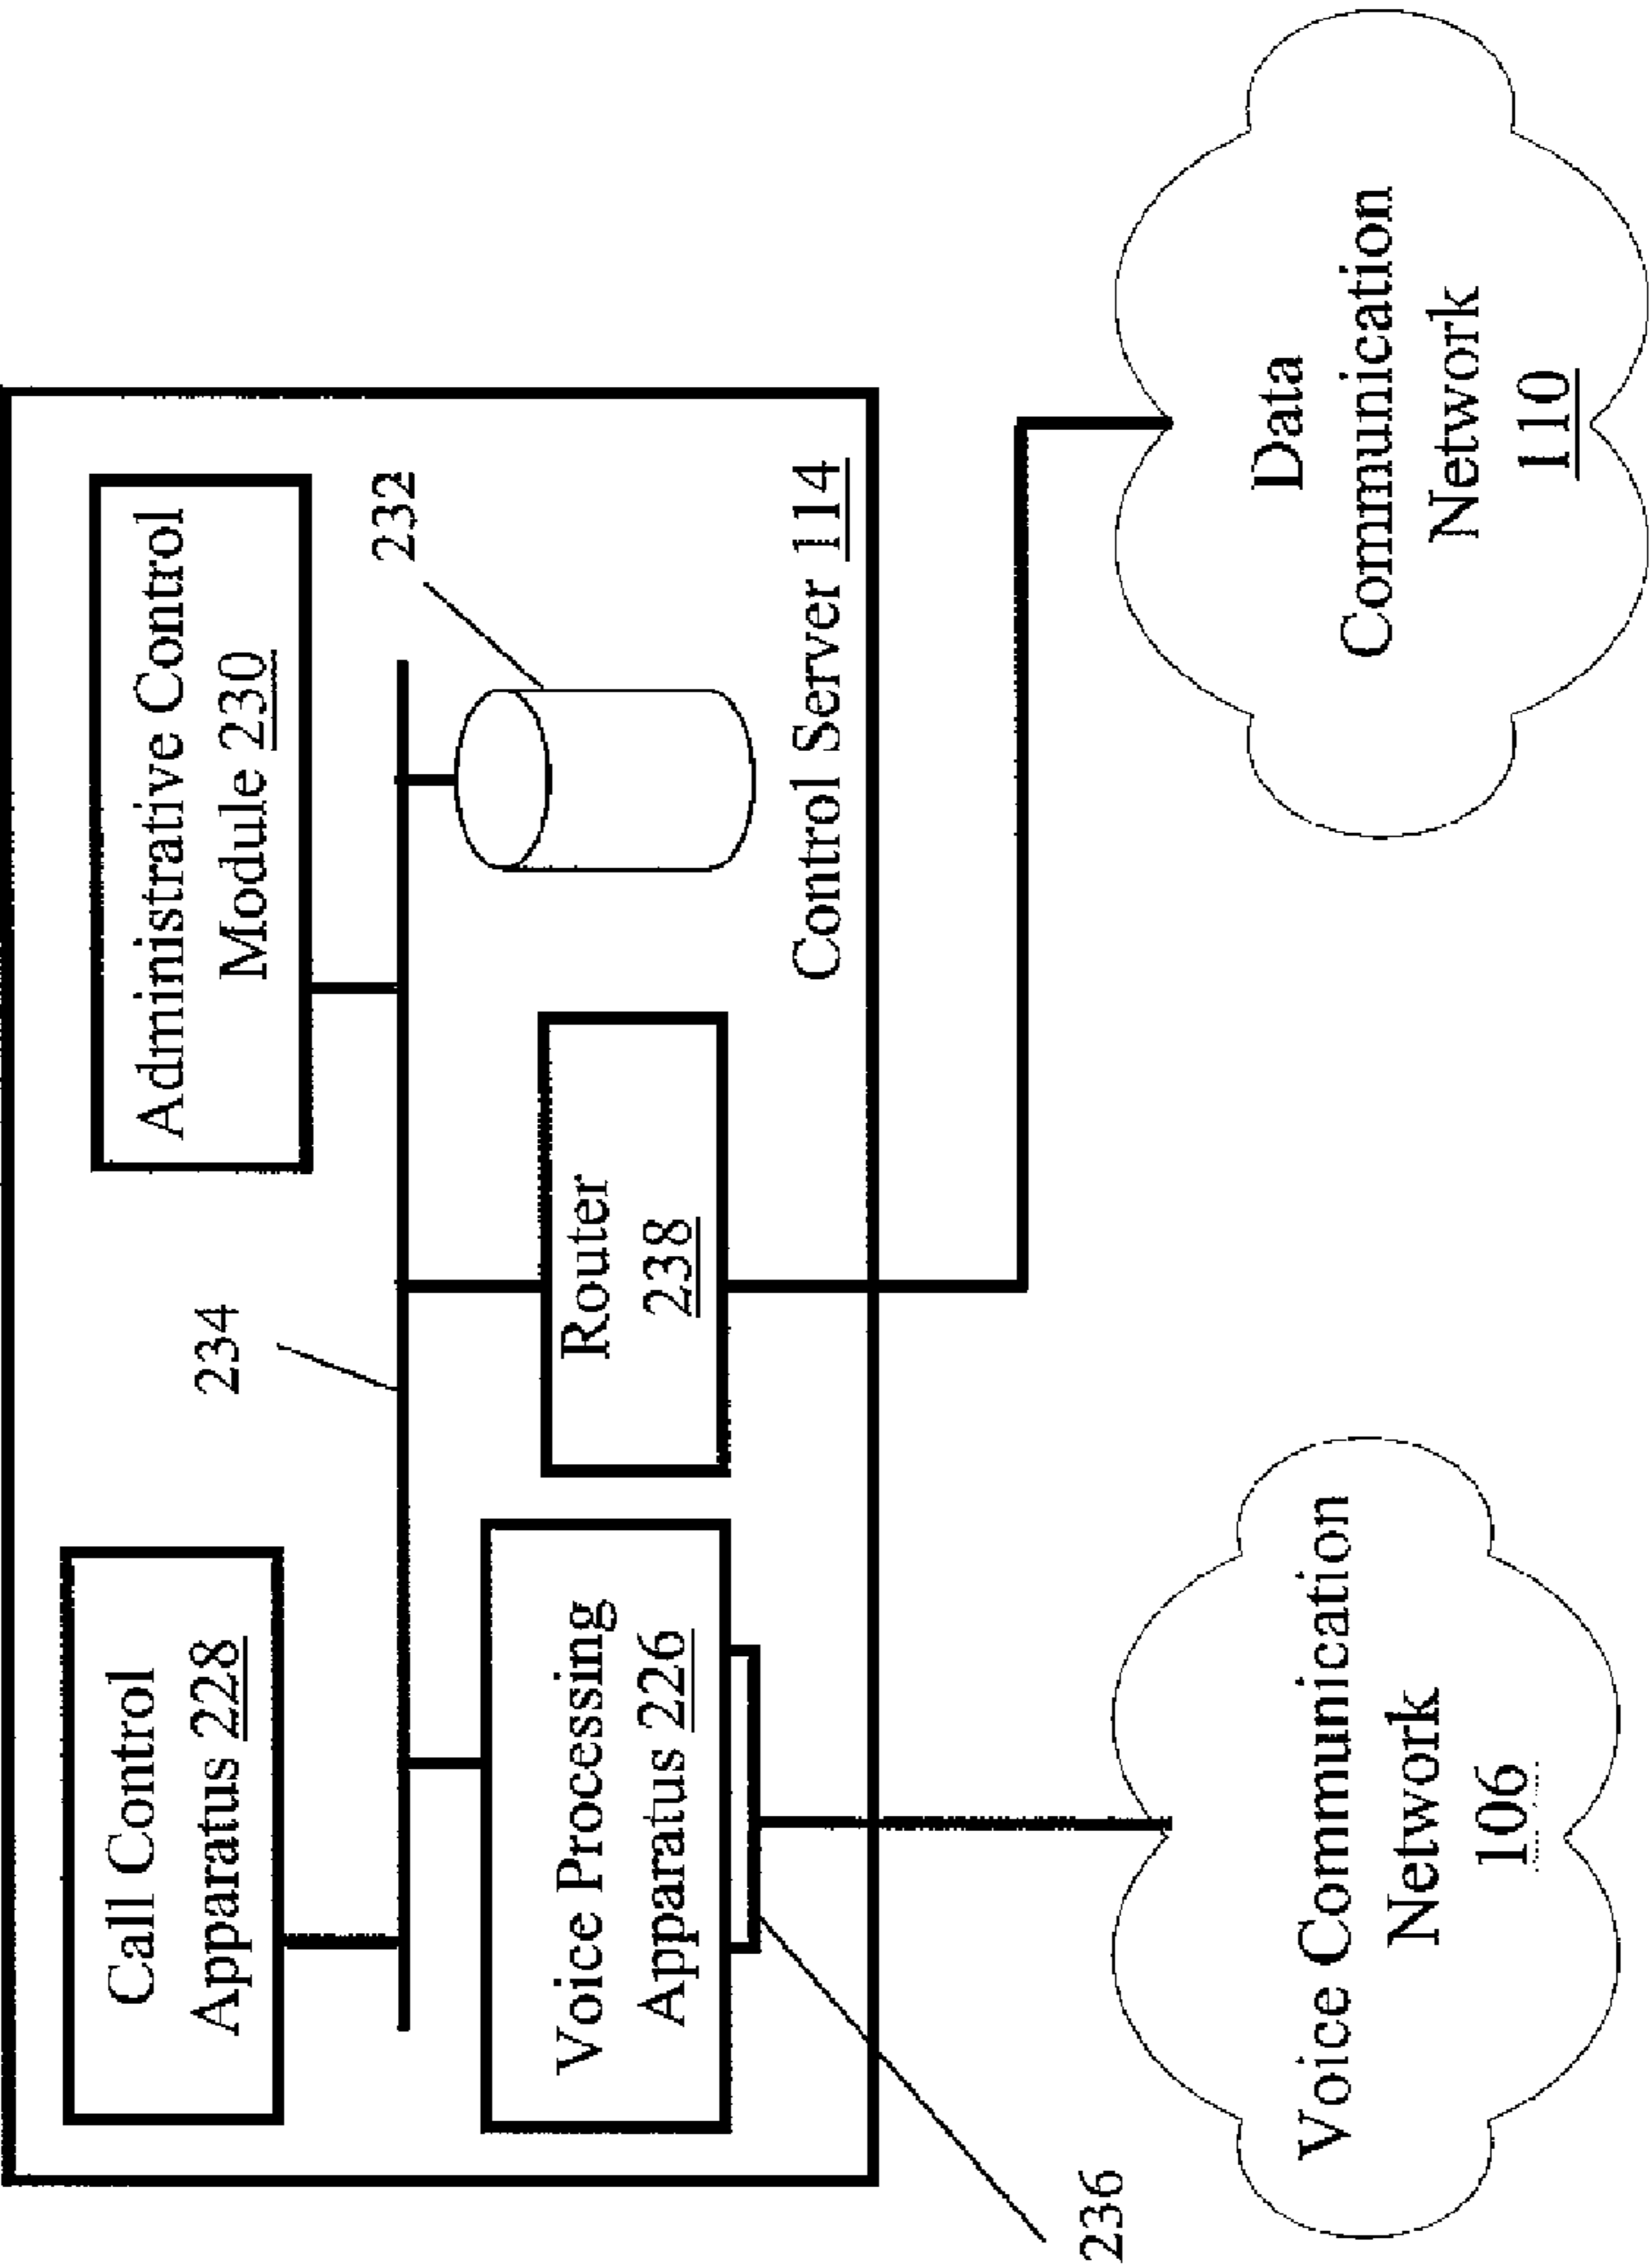 Call Control
Apparatus 228
234
Administrative Control
Module 230
232
Voice Processing
Apparatus 226
Router
238
Control Server 114
236
Voice Communication
Network
106
Data
Communication
Network
110